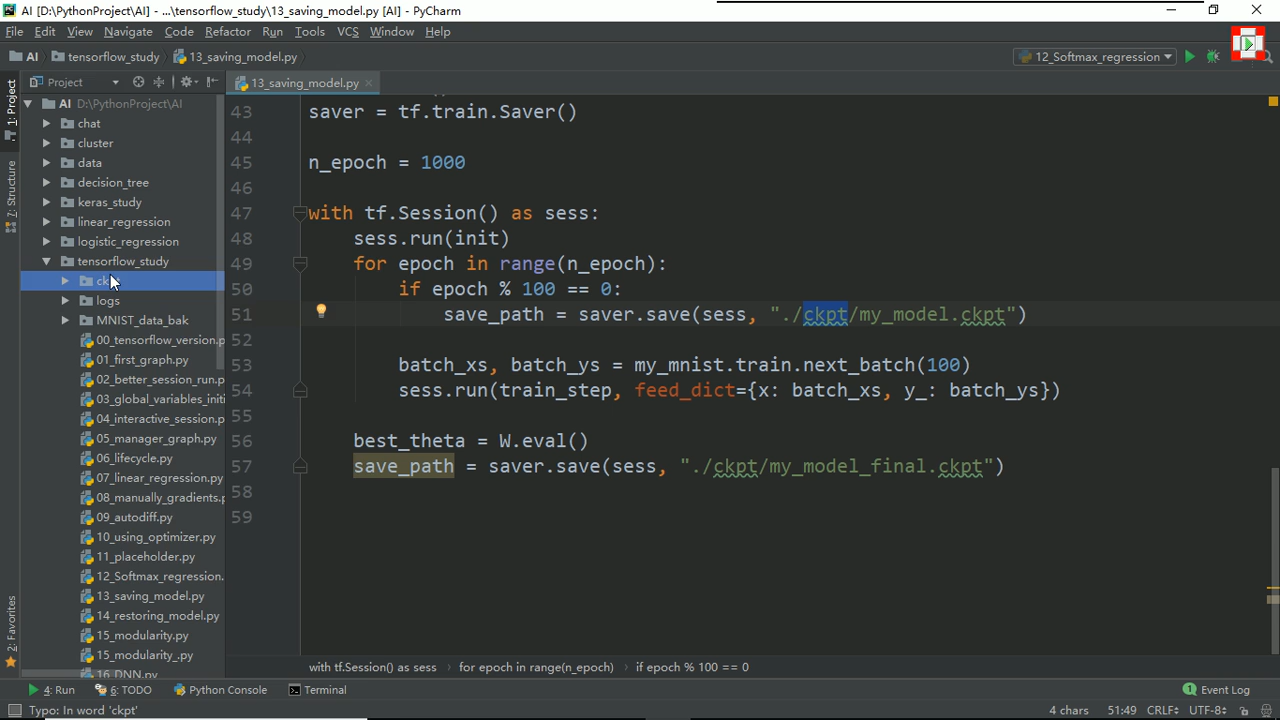 AI [D:\PythonProject\AI] - ...\tensorflow_study\13_saving_model.py [AI] - PyCharm
File Edit View Navigate Code Refactor Run Tools VCS Window Help
AI tensorflow_study 13_saving_model.py 12_Softmax_regression
Project 13_saving_model.py
1: Project
7: Structure
2: Favorites
AI D:\PythonProject\AI
chat
cluster
data
decision_tree
keras_study
linear_regression
logistic_regression
tensorflow_study
logs
MNIST_data_bak
00_tensorflow_version.p
01_first_graph.py
02_better_session_run.p
03_global_variables_initi
04_interactive_session.p
05_manager_graph.py
06_lifecycle.py
07_linear_regression.py
08_manually_gradients.p
09_autodiff.py
10_using_optimizer.py
11_placeholder.py
12_Softmax_regression.
13_saving_model.py
14_restoring_model.py
15_modularity.py
15_modularity_.py
16_DNN.py
43 saver = tf.train.Saver()
44
45 n_epoch = 1000
46
47 with tf.Session() as sess:
48 sess.run(init)
49 for epoch in range(n_epoch):
50 if epoch % 100 == 0:
51 save_path = saver.save(sess, "./ckpt/my_model.ckpt")
52
53 batch_xs, batch_ys = my_mnist.train.next_batch(100)
54 sess.run(train_step, feed_dict={x: batch_xs, y_: batch_ys})
55
56 best_theta = W.eval()
57 save_path = saver.save(sess, "./ckpt/my_model_final.ckpt")
58
59
with tf.Session() as sess for epoch in range(n_epoch) if epoch % 100 == 0
4: Run 6: TODO Python Console Terminal 1 Event Log
Typo: In word 'ckpt' 4 chars 51:49 CRLF UTF-8